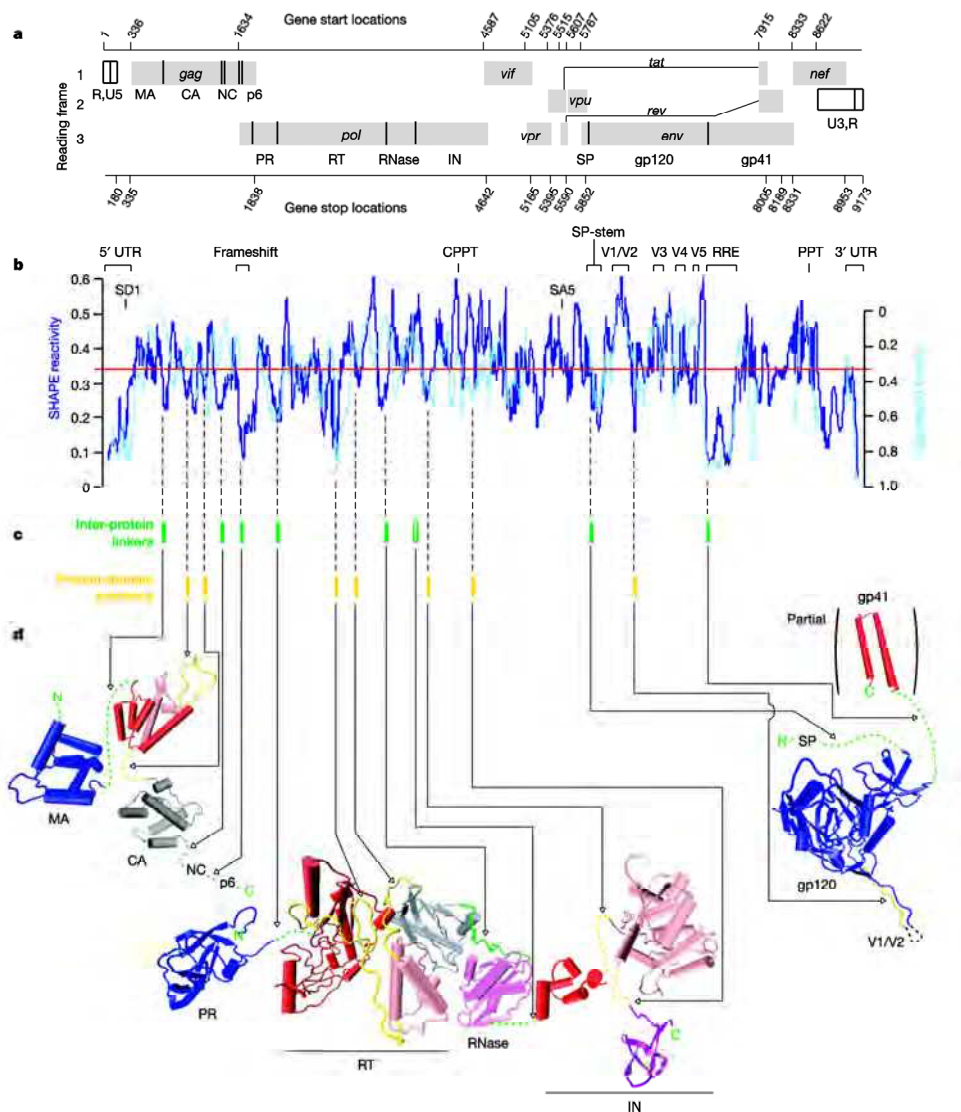 a
Gene start locations
1 336 1634 4587 5105 5376 5515 5607 5767 7915 8333 8622
Reading frame
1 gag vif tat nef
R,U5 MA CA NC p6
2 vpu rev
U3,R
3 pol vpr env
PR RT RNase IN SP gp120 gp41
180 335 1838 4642 5165 5395 5590 5852 8005 8189 8331 8953 9173
Gene stop locations
SP-stem
b
5′ UTR Frameshift CPPT V1/V2 V3 V4 V5 RRE PPT 3′ UTR
SD1 SA5
SHAPE reactivity
0.6
0.5
0.4
0.3
0.2
0.1
0
0
0.2
0.4
0.6
0.8
1.0
c
Inter-protein
linkers
d
gp41
Partial
C
N
N SP
MA
CA
NC
p6
C
gp120
V1/V2
N
PR
RNase
C
RT
IN